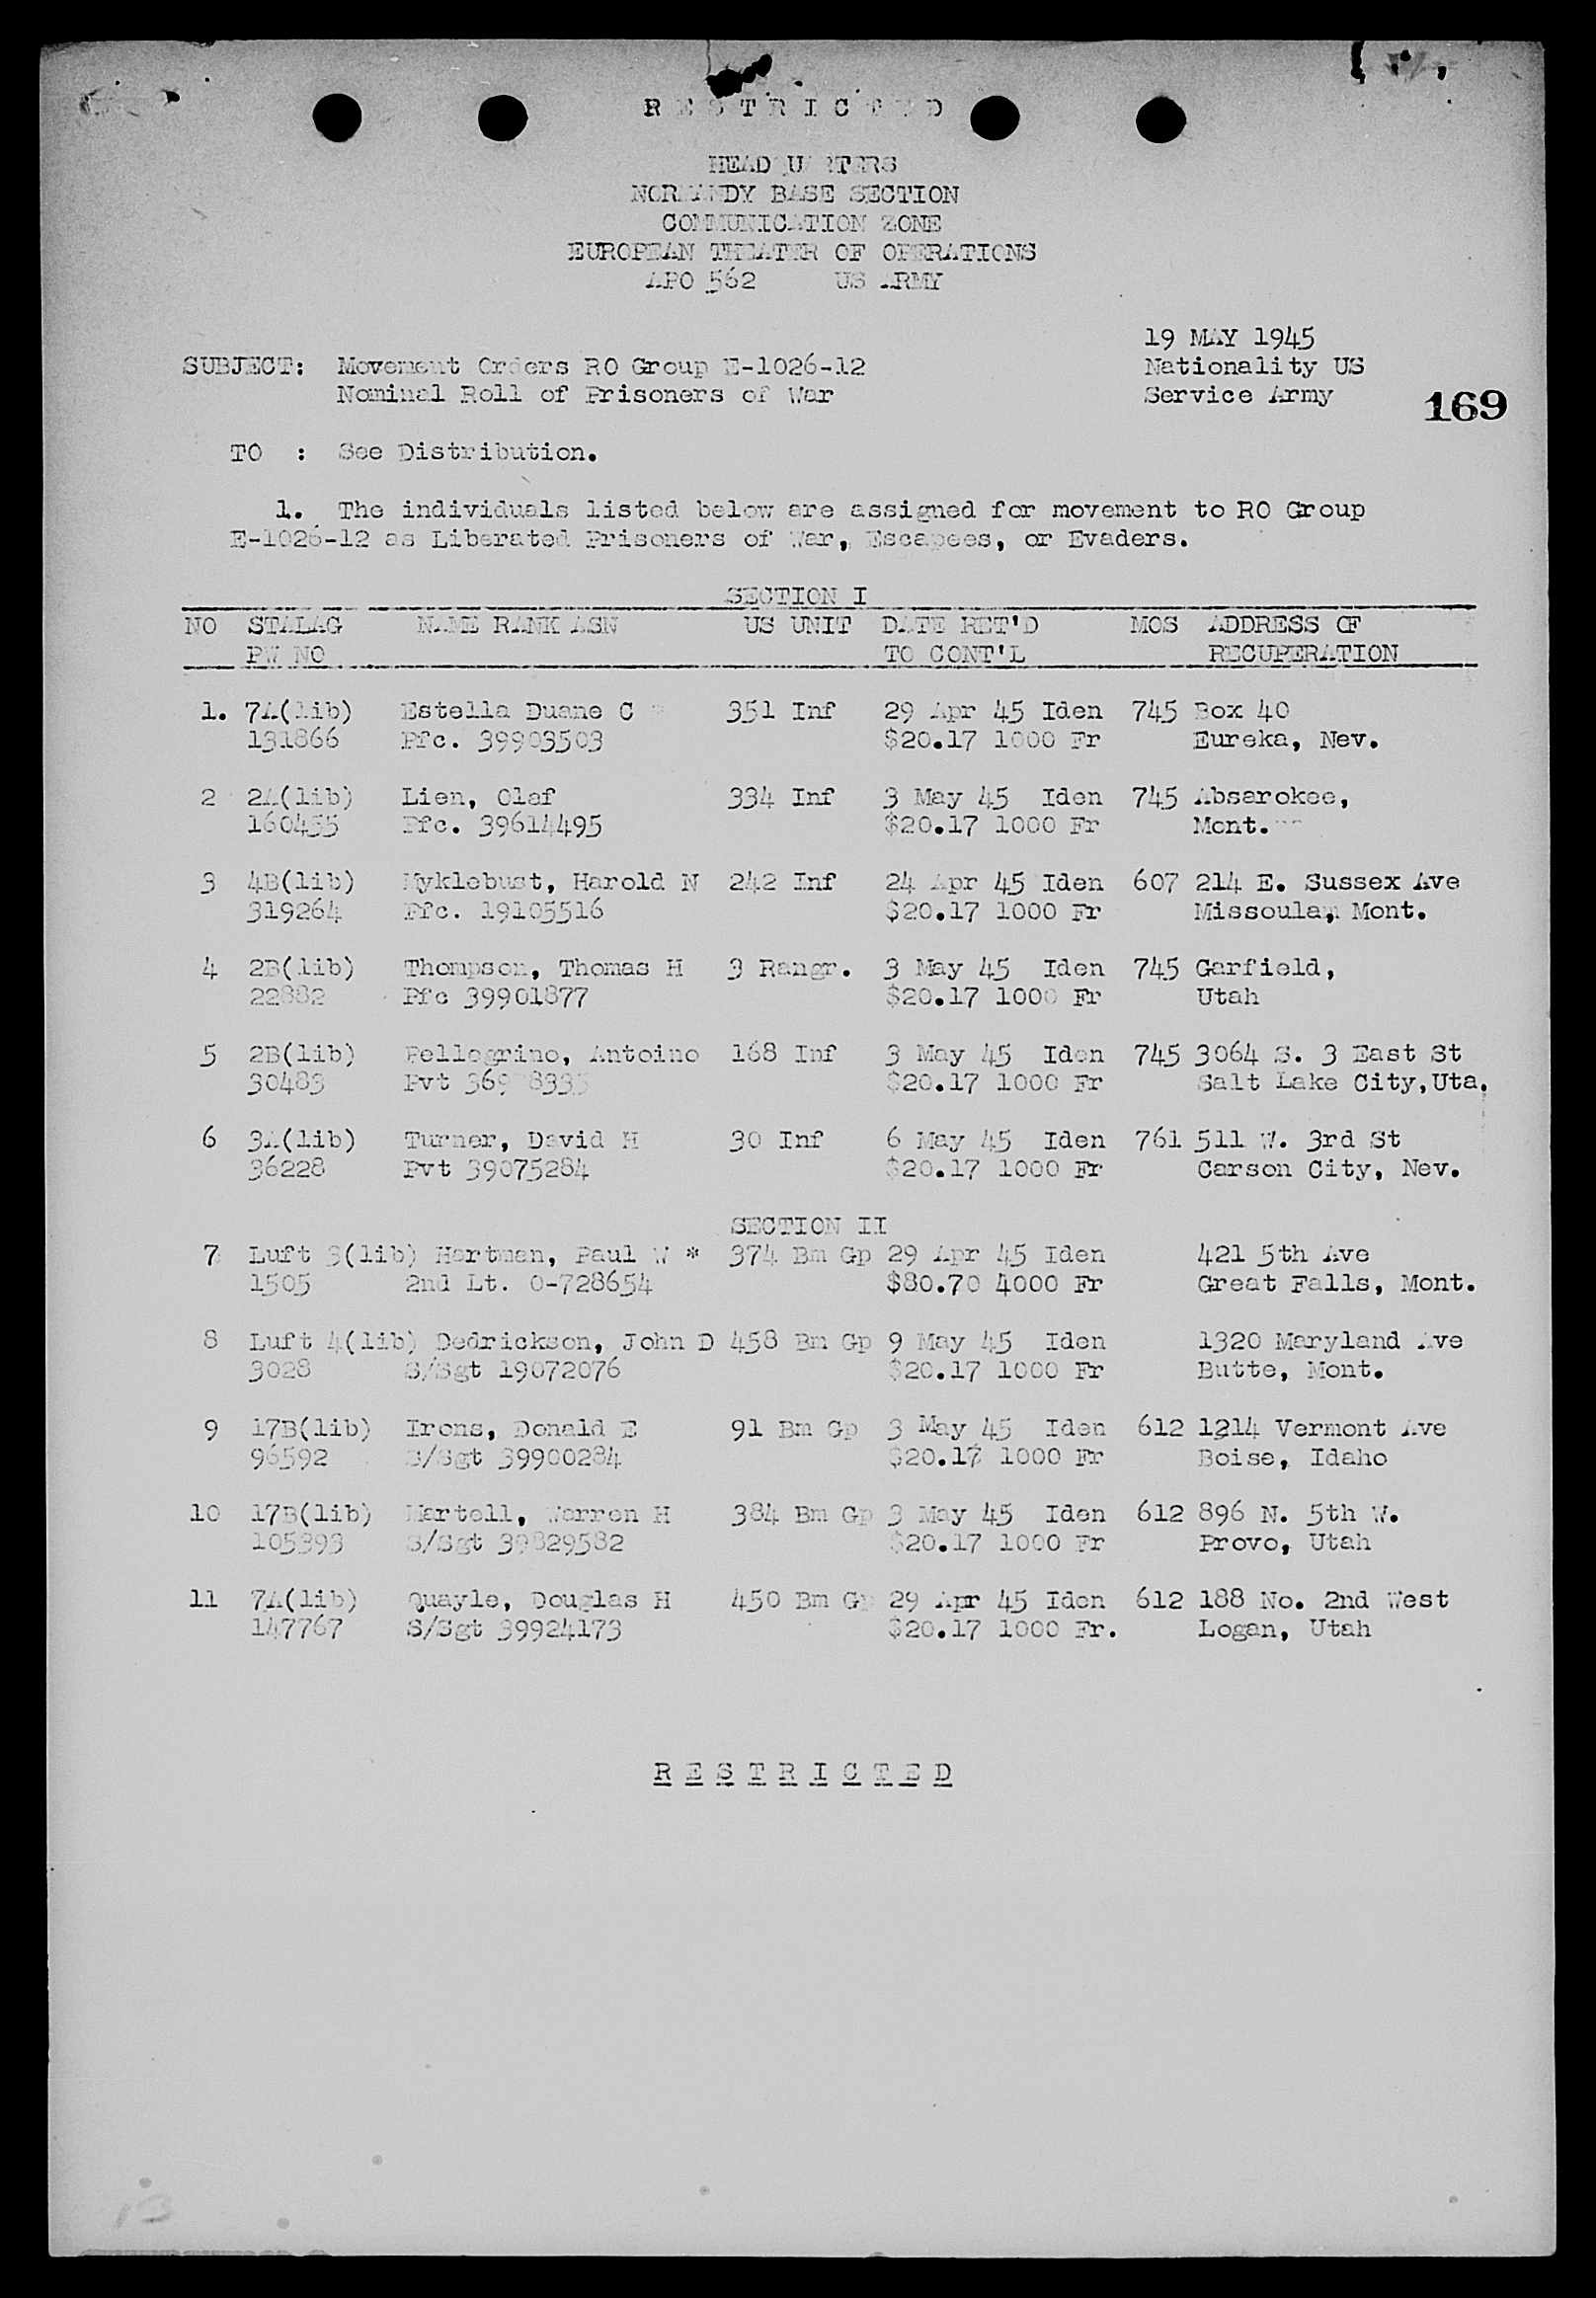 RESTRICTED
HEADQUARTERS
NORMANDY BASE SECTION
COMMUNICATION ZONE
EUROPEAN THEATER OF OPERATIONS
APO 562 US ARMY
19 MAY 1945
SUBJECT: Movement Orders RO Group E-1026-12 Nationality US
Nominal Roll of Prisoners of War Service Army
169
TO : See Distribution.
1. The individuals listed below are assigned for movement to RO Group
E-1026-12 as Liberated Prisoners of War, Escapees, or Evaders.
SECTION I
NO STALAG NAME RANK ASN US UNIT DATE RET'D MOS ADDRESS OF
PW NO TO CONT'L RECUPERATION
1. 7A(lib) Estella Duane C * 351 Inf 29 Apr 45 Iden 745 Box 40
131866 Pfc. 39903503 $20.17 1000 Fr Eureka, Nev.
2 2A(lib) Lien, Olaf 334 Inf 3 May 45 Iden 745 Absarokee,
160455 Pfc. 39614495 $20.17 1000 Fr Mont.
3 4B(lib) Myklebust, Harold N 242 Inf 24 Apr 45 Iden 607 214 E. Sussex Ave
319264 Pfc. 19105516 $20.17 1000 Fr Missoula, Mont.
4 2B(lib) Thompson, Thomas H 3 Rangr. 3 May 45 Iden 745 Garfield,
22882 Pfc 39901877 $20.17 1000 Fr Utah
5 2B(lib) Pellegrino, Antoino 168 Inf 3 May 45 Iden 745 3064 S. 3 East St
30483 Pvt $20.17 1000 Fr Salt Lake City,Uta.
6 3A(lib) Turner, David H 30 Inf 6 May 45 Iden 761 511 W. 3rd St
36228 Pvt 39075284 $20.17 1000 Fr Carson City, Nev.
SECTION II
7 Luft 3(lib) Hartman, Paul W * 374 Bm Gp 29 Apr 45 Iden 421 5th Ave
1505 2nd Lt. O-728654 $80.70 4000 Fr Great Falls, Mont.
8 Luft 4(lib) Dedrickson, John D 458 Bm Gp 9 May 45 Iden 1320 Maryland Ave
3028 S/Sgt 19072076 $20.17 1000 Fr Butte, Mont.
9 17B(lib) Irons, Donald E 91 Bm Gp 3 May 45 Iden 612 1214 Vermont Ave
96592 S/Sgt 39900284 $20.17 1000 Fr Boise, Idaho
10 17B(lib) Martell, Warren H 384 Bm Gp 3 May 45 Iden 612 896 N. 5th W.
105393 S/Sgt 39829582 $20.17 1000 Fr Provo, Utah
11 7A(lib) Quayle, Douglas H 450 Bm Gp 29 Apr 45 Iden 612 188 No. 2nd West
147767 S/Sgt 39924173 $20.17 1000 Fr. Logan, Utah
RESTRICTED